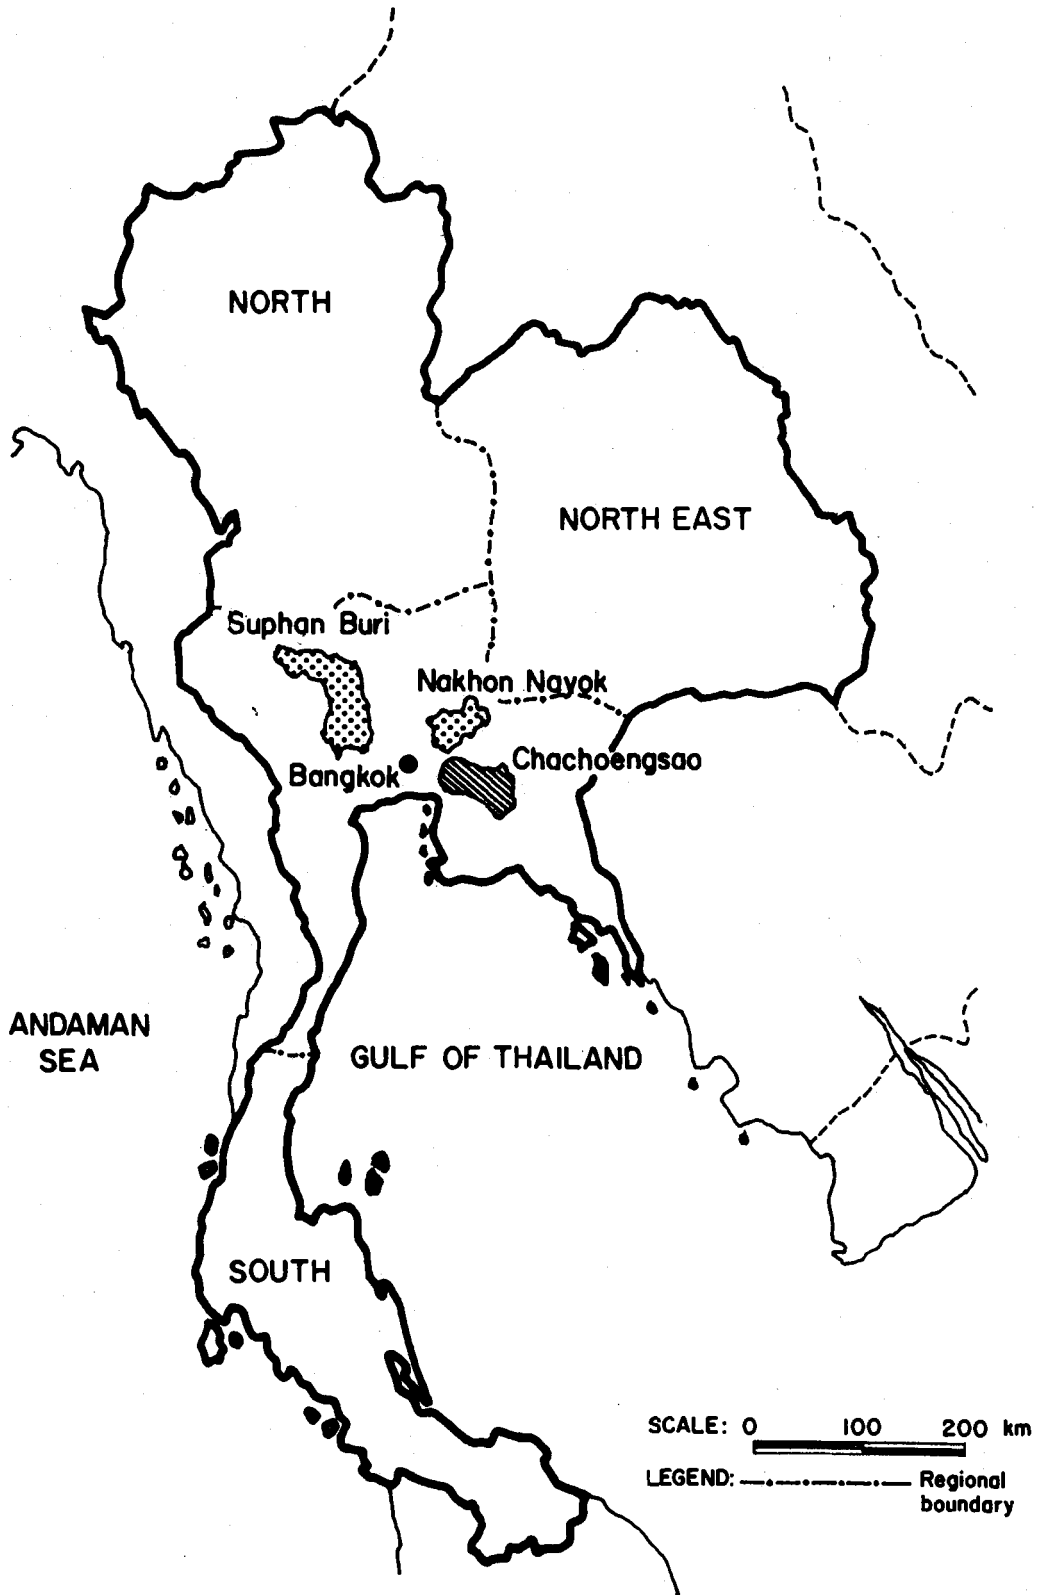 NORTH
NORTH EAST
Suphan Buri
Nakhon Nayok
Chachoengsao
Bangkok
ANDAMAN
SEA
GULF OF THAILAND
SOUTH
SCALE: 0 100 200 km
LEGEND: Regional
boundary